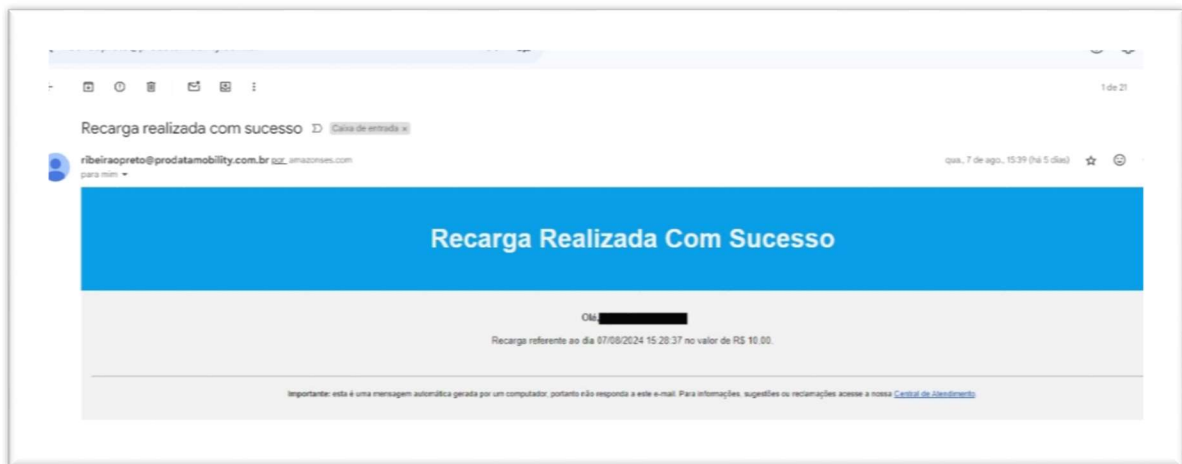 1 de 21
Recarga realizada com sucesso Caixa de entrada x
ribeiraopreto@prodatamobility.com.br por amazonses.com
qua., 7 de ago., 15:39 (há 5 dias)
para mim
Recarga Realizada Com Sucesso
Olá,
Recarga referente ao dia 07/08/2024 15:28:37 no valor de R$ 10,00.
Importante: esta é uma mensagem automática gerada por um computador, portanto não responda a este e-mail. Para informações, sugestões ou reclamações acesse a nossa Central de Atendimento.